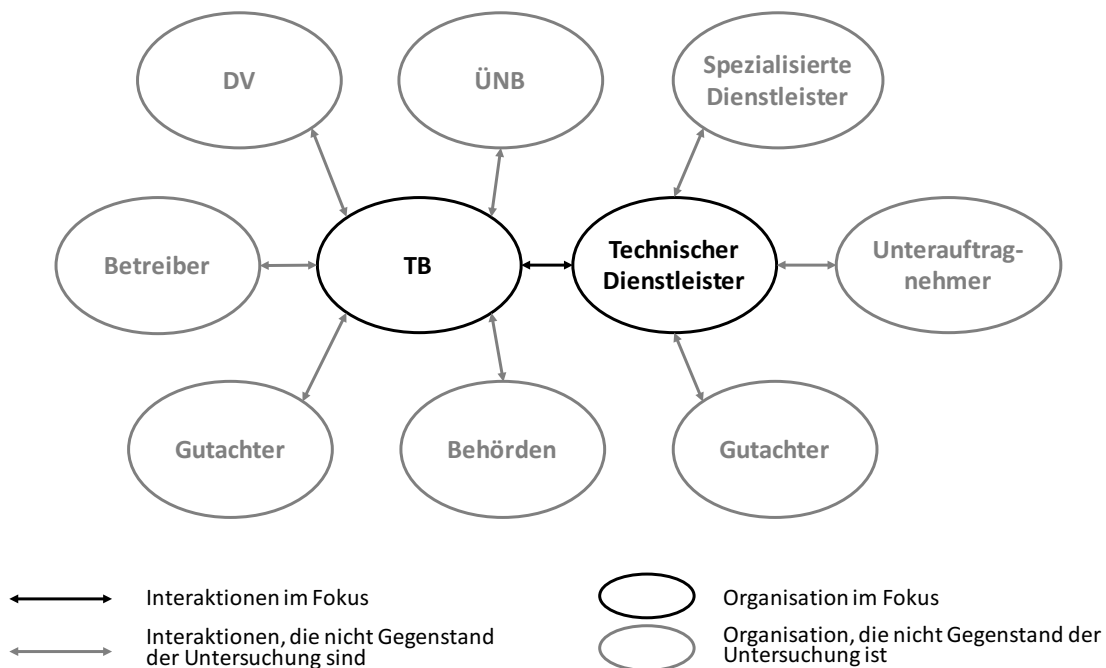 DV
ÜNB
Spezialisierte
Dienstleister
Betreiber
TB
Technischer
Dienstleister
Unterauftrag-
nehmer
Gutachter
Behörden
Gutachter
Interaktionen im Fokus
Organisation im Fokus
Interaktionen, die nicht Gegenstand
der Untersuchung sind
Organisation, die nicht Gegenstand der
Untersuchung ist